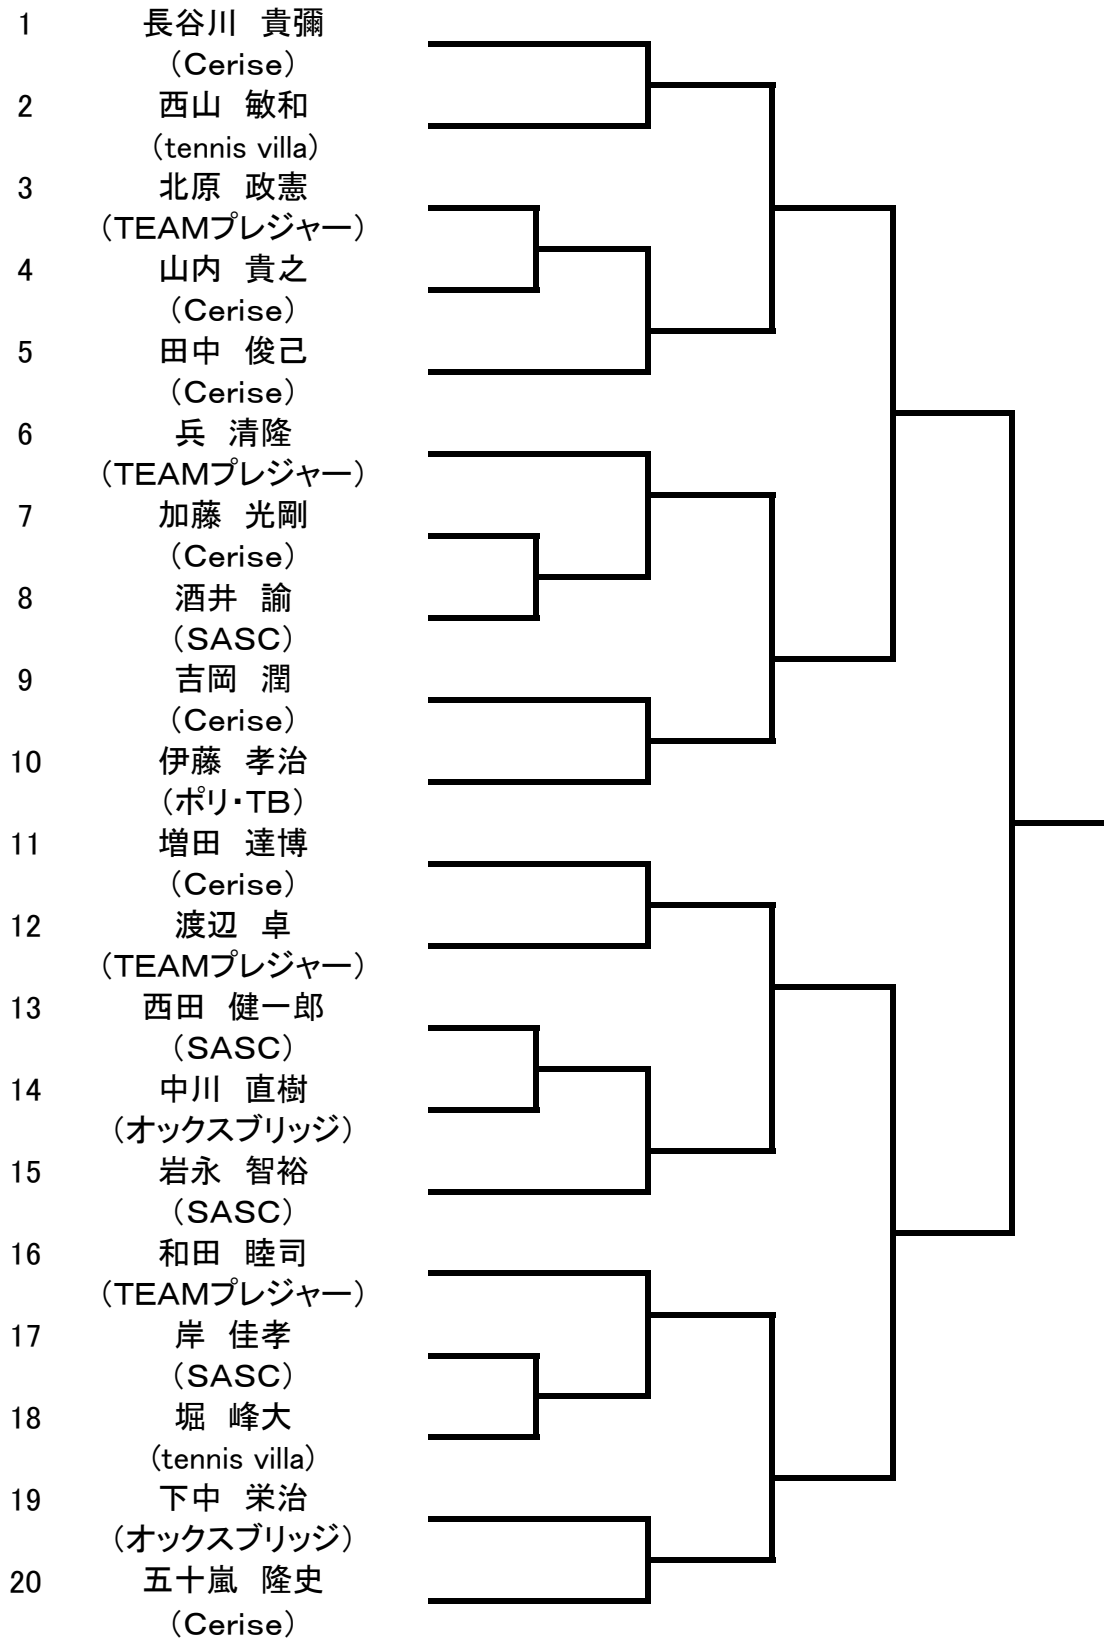 1 長谷川　貴彌
（Cerise）
2 西山　敏和
（tennis villa）
3 北原　政憲
（TEAMプレジャー）
4 山内　貴之
（Cerise）
5 田中　俊己
（Cerise）
6 兵　清隆
（TEAMプレジャー）
7 加藤　光剛
（Cerise）
8 酒井　諭
（SASC）
9 吉岡　潤
（Cerise）
10 伊藤　孝治
（ポリ・TB）
11 増田　達博
（Cerise）
12 渡辺　卓
（TEAMプレジャー）
13 西田　健一郎
（SASC）
14 中川　直樹
（オックスブリッジ）
15 岩永　智裕
（SASC）
16 和田　睦司
（TEAMプレジャー）
17 岸　佳孝
（SASC）
18 堀　峰大
（tennis villa）
19 下中　栄治
（オックスブリッジ）
20 五十嵐　隆史
（Cerise）